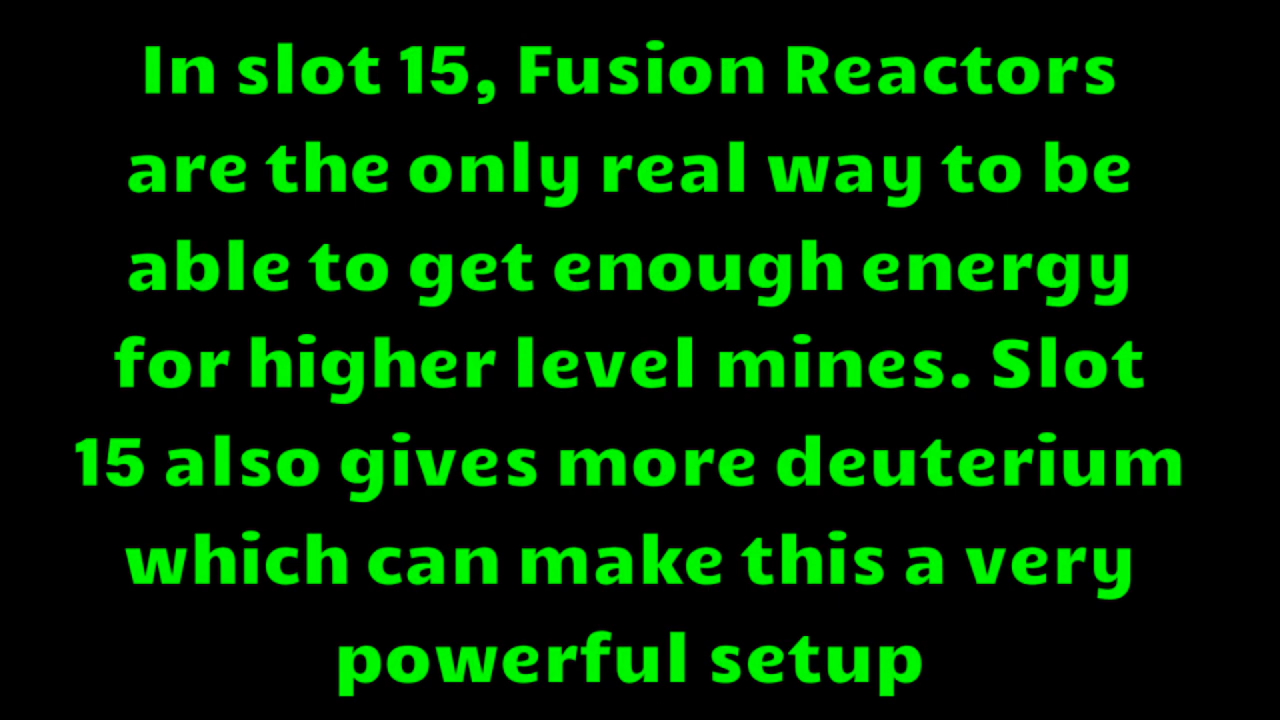 In slot 15, Fusion Reactors
are the only real way to be
able to get enough energy
for higher level mines. Slot
15 also gives more deuterium
which can make this a very
powerful setup